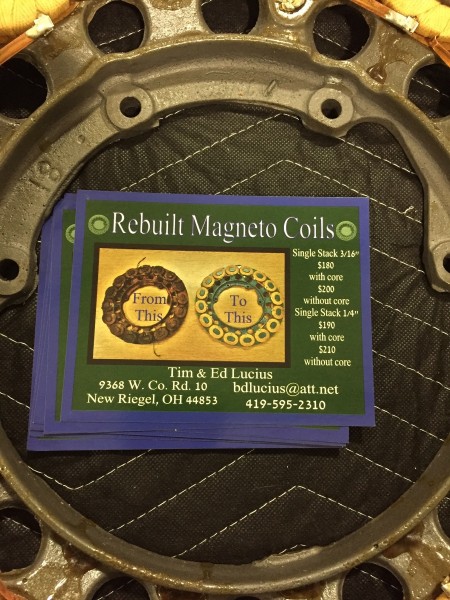 18
Rebuilt Magneto Coils
From
This
To
This
Single Stack 3/16"
$180
with core
$200
without core
Single Stack 1/4"
$190
with core
$210
without core
Tim & Ed Lucius
9368 W. Co. Rd. 10
bdlucius@att.net
New Riegel, OH 44853
419-595-2310